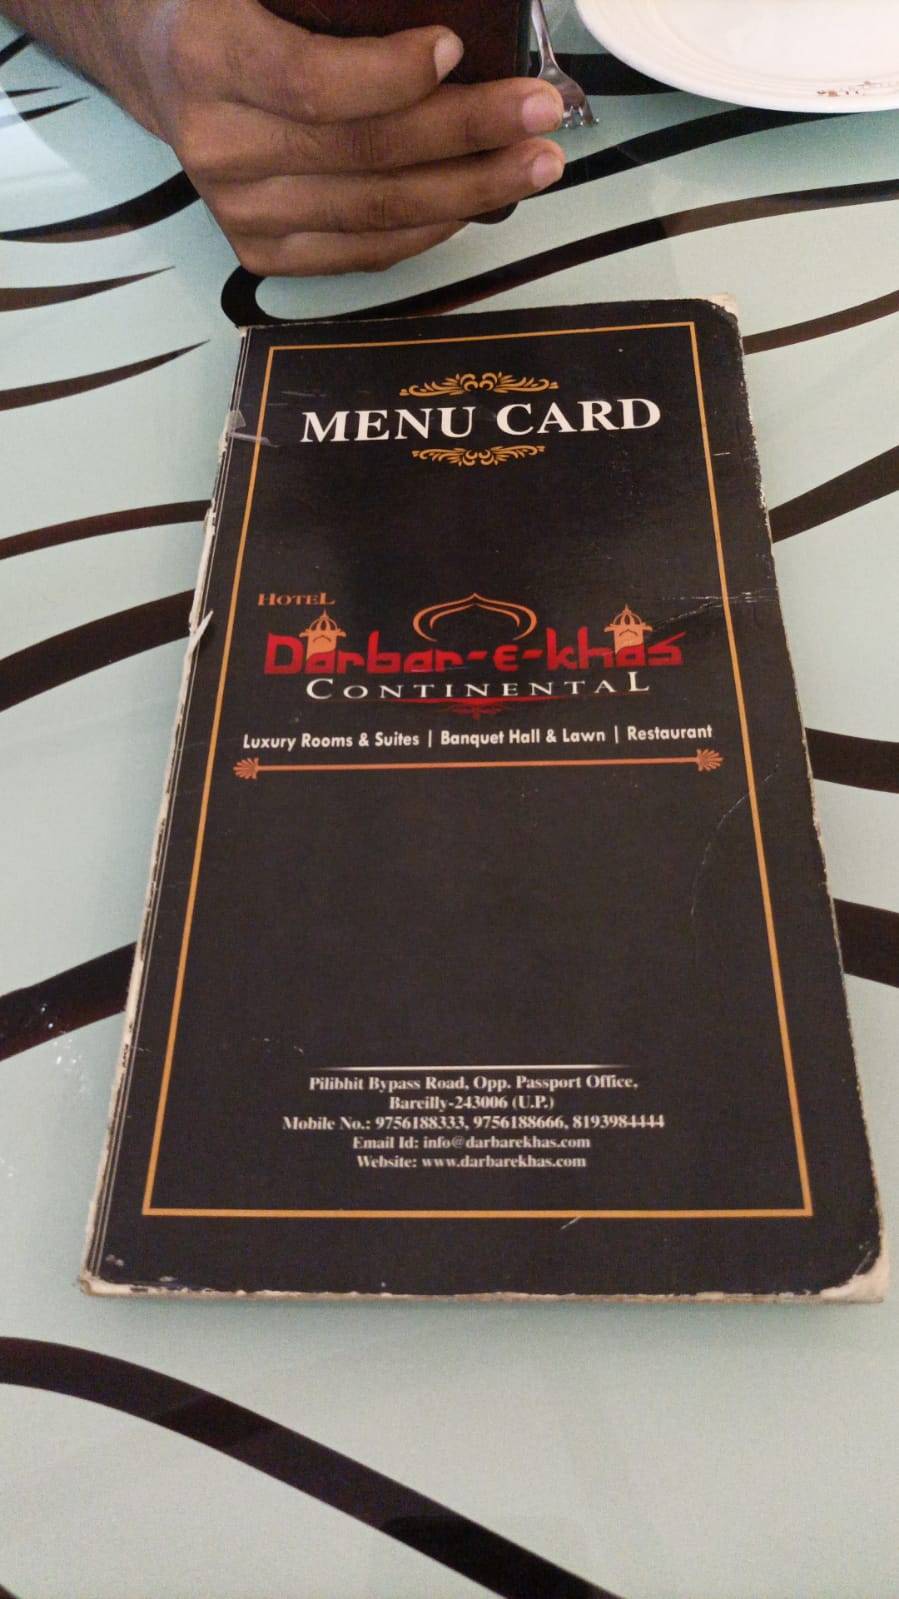 MENU CARD
HOTEL
Darbar-e-khas
CONTINENTAL
Luxury Rooms & Suites | Banquet Hall & Lawn | Restaurant
Pilibhit Bypass Road, Opp. Passport Office,
Bareilly-243006 (U.P.)
Mobile No.: 9756188333, 9756188666, 8193984444
Email Id: info@darbarekhas.com
Website: www.darbarekhas.com